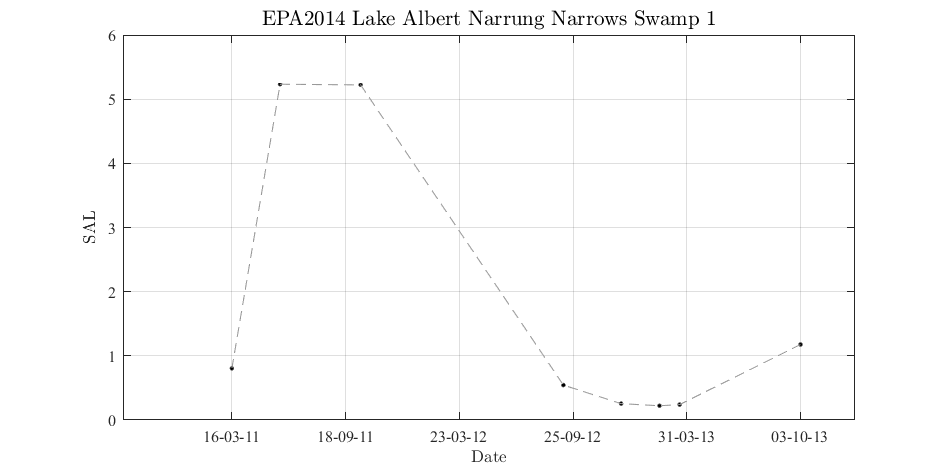 EPA2014 Lake Albert Narrung Narrows Swamp 1
6
5
4
3
2
1
0
SAL
16-03-11 18-09-11 23-03-12 25-09-12 31-03-13 03-10-13
Date